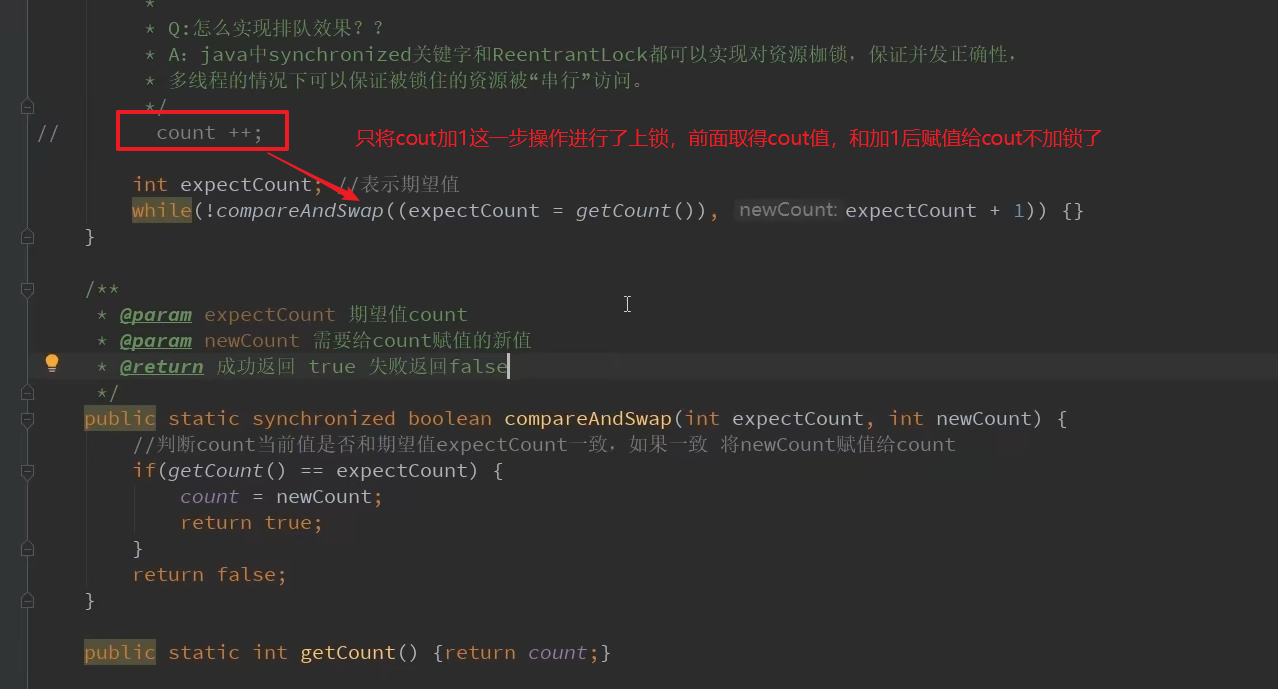 *
* Q:怎么实现排队效果？？
* A: java中synchronized关键字和ReentrantLock都可以实现对资源枷锁，保证并发正确性，
* 多线程的情况下可以保证被锁住的资源被“串行”访问。
*/
// count ++;
只将cout加1这一步操作进行了上锁，前面取得cout值，和加1后赋值给cout不加锁了
int expectCount; //表示期望值
while(!compareAndSwap((expectCount = getCount()), newCount: expectCount + 1)) {}
}
/**
* @param expectCount 期望值count
* @param newCount 需要给count赋值的新值
* @return 成功返回 true 失败返回false
*/
public static synchronized boolean compareAndSwap(int expectCount, int newCount) {
//判断count当前值是否和期望值expectCount一致，如果一致 将newCount赋值给count
if(getCount() == expectCount) {
count = newCount;
return true;
}
return false;
}
public static int getCount() {return count;}